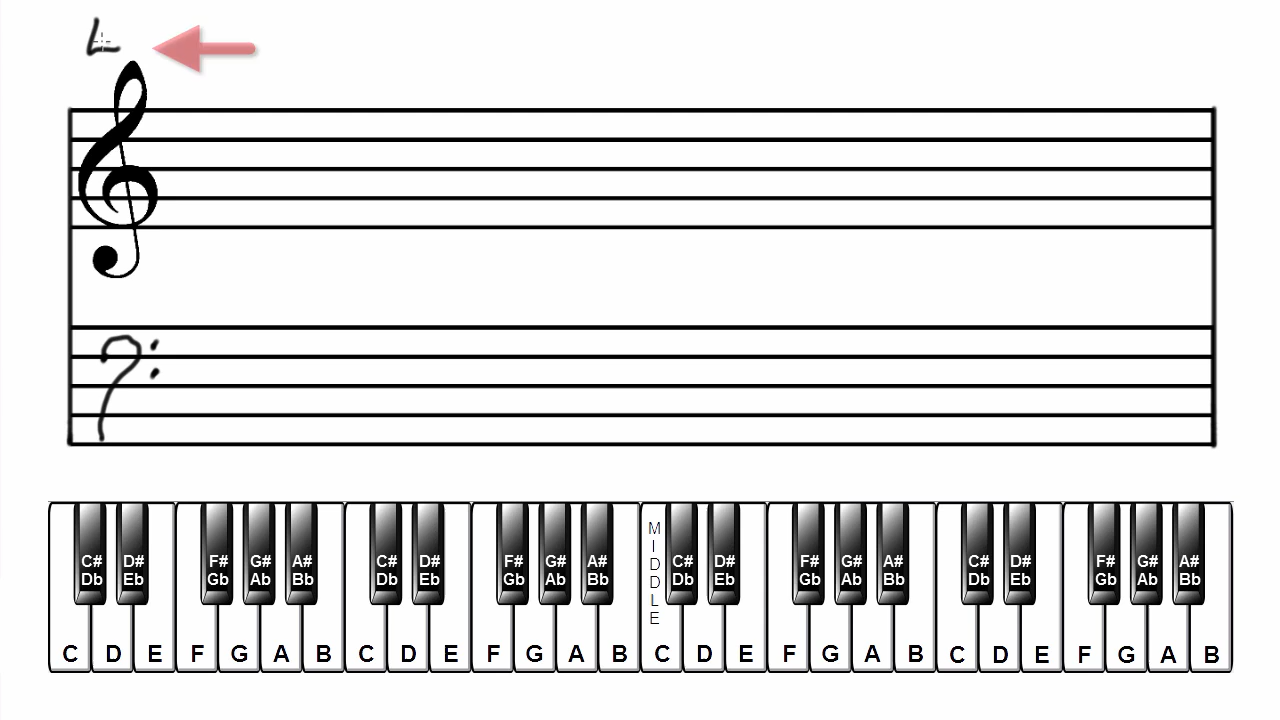 L
MIDDLE
C# D# F# G# A# C# D# F# G# A# C# D# F# G# A# C# D# F# G# A#
Db Eb Gb Ab Bb Db Eb Gb Ab Bb Db Eb Gb Ab Bb Db Eb Gb Ab Bb
C D E F G A B C D E F G A B C D E F G A B C D E F G A B